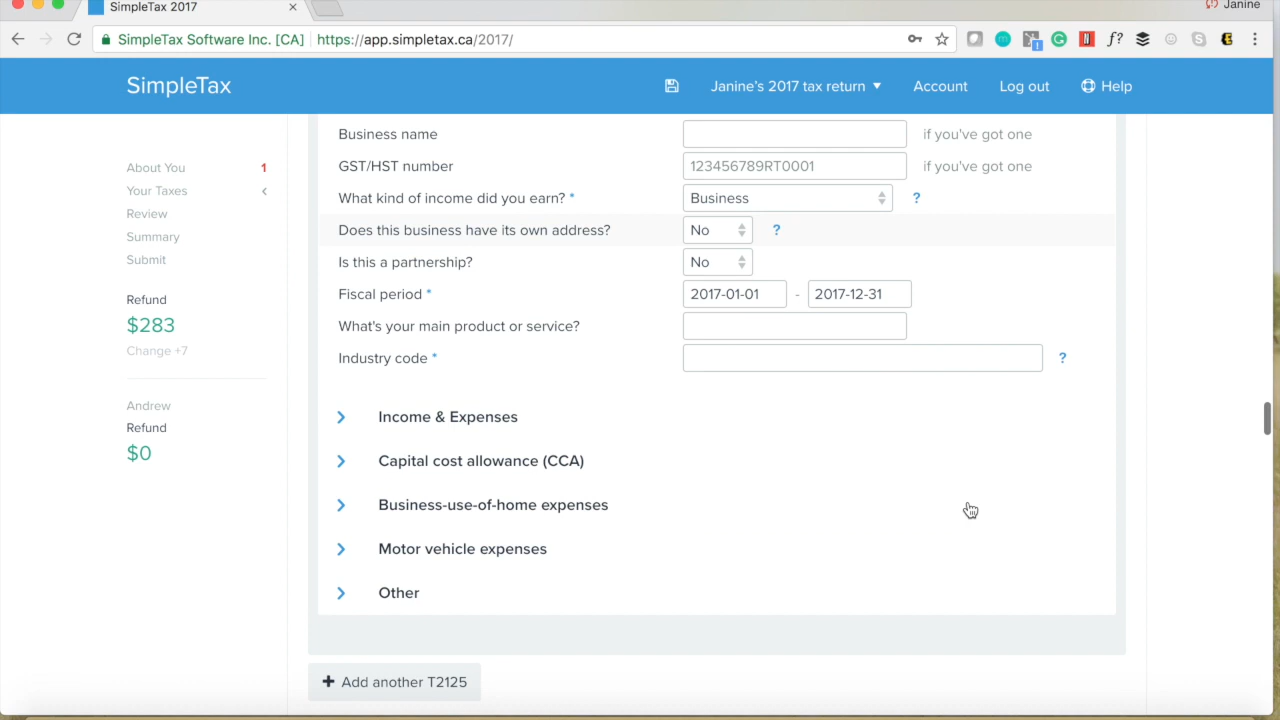 SimpleTax 2017
Janine
SimpleTax Software Inc. [CA] https://app.simpletax.ca/2017/
f?
SimpleTax
Janine's 2017 tax return
Account
Log out
Help
About You 1
Your Taxes
Review
Summary
Submit
Refund
$283
Change +7
Andrew
Refund
$0
Business name if you've got one
GST/HST number 123456789RT0001 if you've got one
What kind of income did you earn? * Business ?
Does this business have its own address? No ?
Is this a partnership? No
Fiscal period * 2017-01-01 - 2017-12-31
What's your main product or service?
Industry code * ?
Income & Expenses
Capital cost allowance (CCA)
Business-use-of-home expenses
Motor vehicle expenses
Other
+ Add another T2125